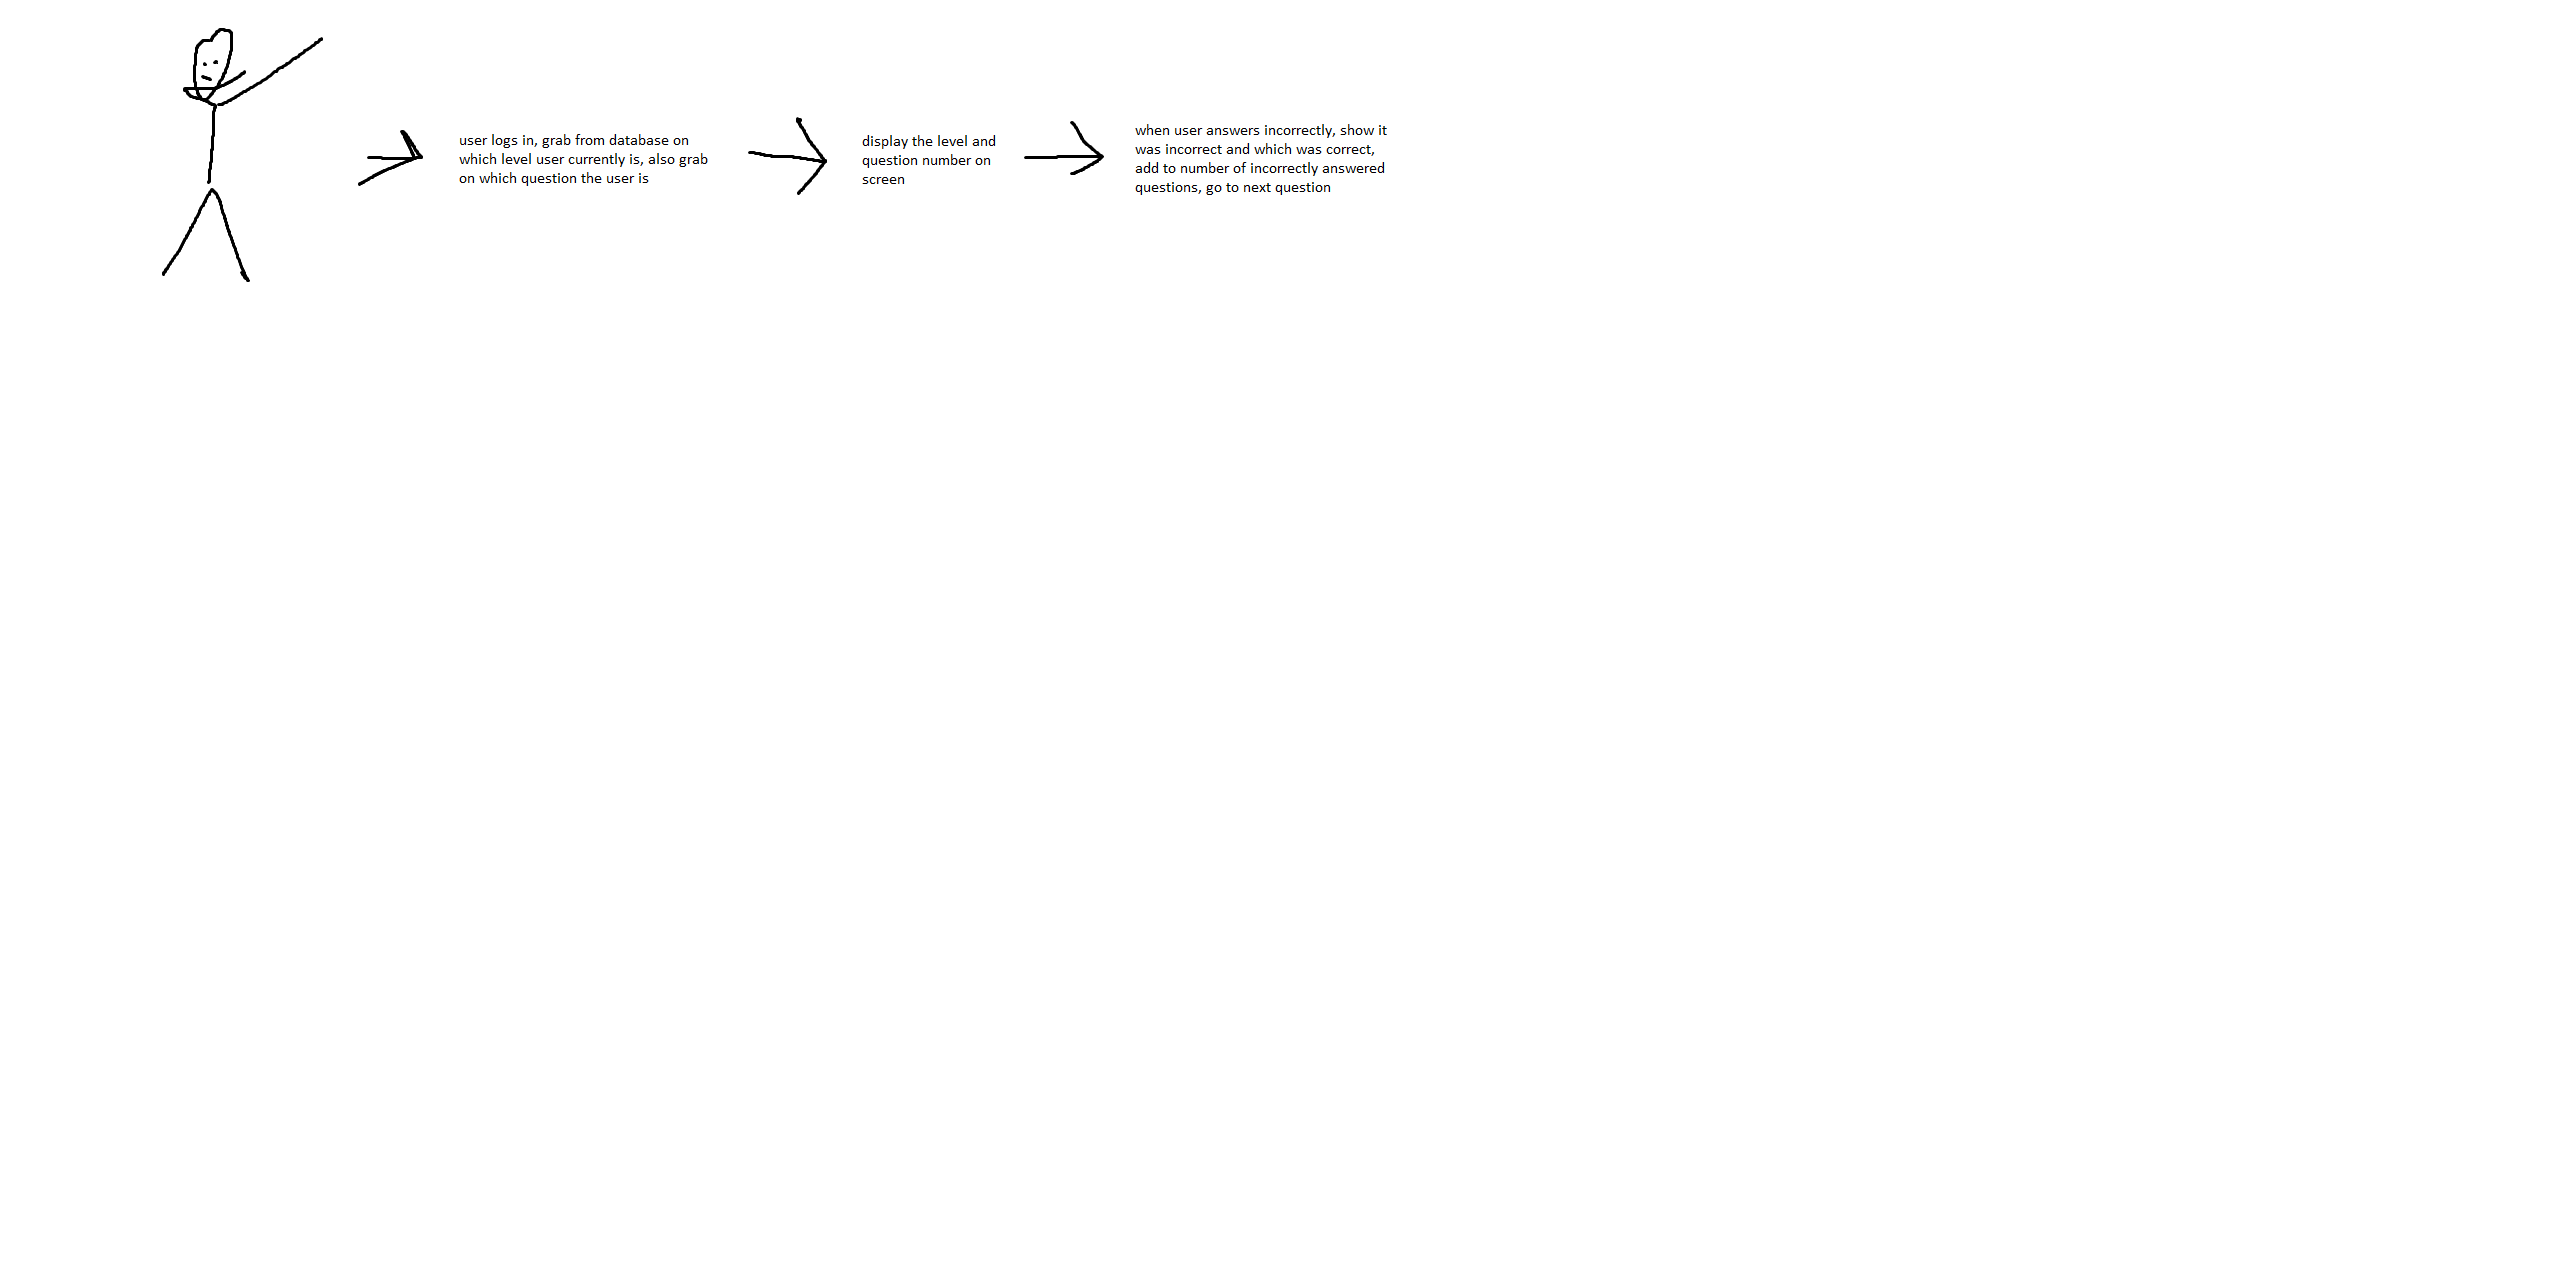 user logs in, grab from database on
which level user currently is, also grab
on which question the user is
display the level and
question number on
screen
when user answers incorrectly, show it
was incorrect and which was correct,
add to number of incorrectly answered
questions, go to next question